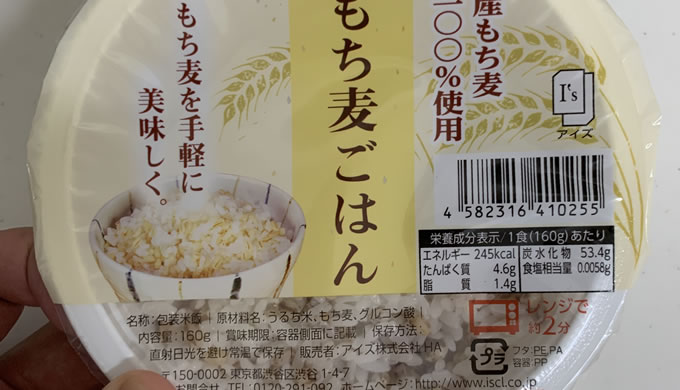 産もち麦
一〇〇%使用
もち麦ごはん
もち麦を手軽に
美味しく。
I's
アイズ
4 582316 410255
栄養成分表示/1食(160g)あたり
エネルギー 245kcal 炭水化物 53.4g
たんぱく質 4.6g 食塩相当量 0.0058g
脂質 1.4g
レンジで
約2分
名称:包装米飯 | 原材料名:うるち米、もち麦、グルコン酸 |
内容量:160g | 賞味期限:容器側面に記載 | 保存方法:
直射日光を避け常温で保存 | 販売者:アイズ株式会社 HA
〒150-0002 東京都渋谷区渋谷 1-4-7
お問合せ TEL:0120-291-092 ホームページ:http://www.iscl.co.jp
プラ
フタ:PE,PA
容器:PP